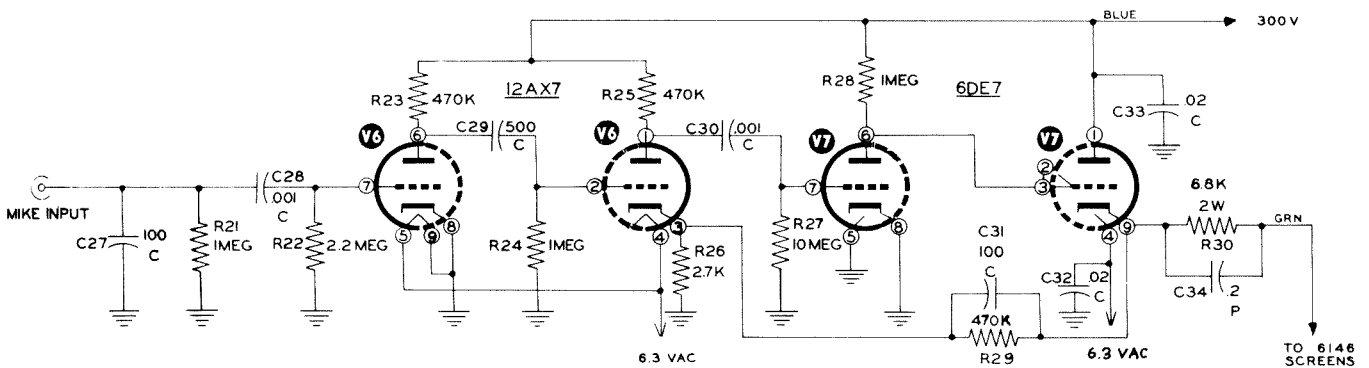 BLUE
300V
R23
470K
12AX7
R25
470K
R28
1MEG
6DE7
C33
.02
C
V6
6
C29
.500
C
V6
1
C30
.001
C
V7
6
V7
1
2
3
MIKE INPUT
C28
.001
C
7
2
7
6.8K
2W
GRN
R30
C27
100
C
R21
1MEG
R22
2.2 MEG
5
9
8
R24
1MEG
4
3
R26
2.7K
R27
10 MEG
5
8
C31
100
C
470K
R29
C32
.02
C
4
9
C34
.2
P
6.3 VAC
6.3 VAC
TO 6146
SCREENS